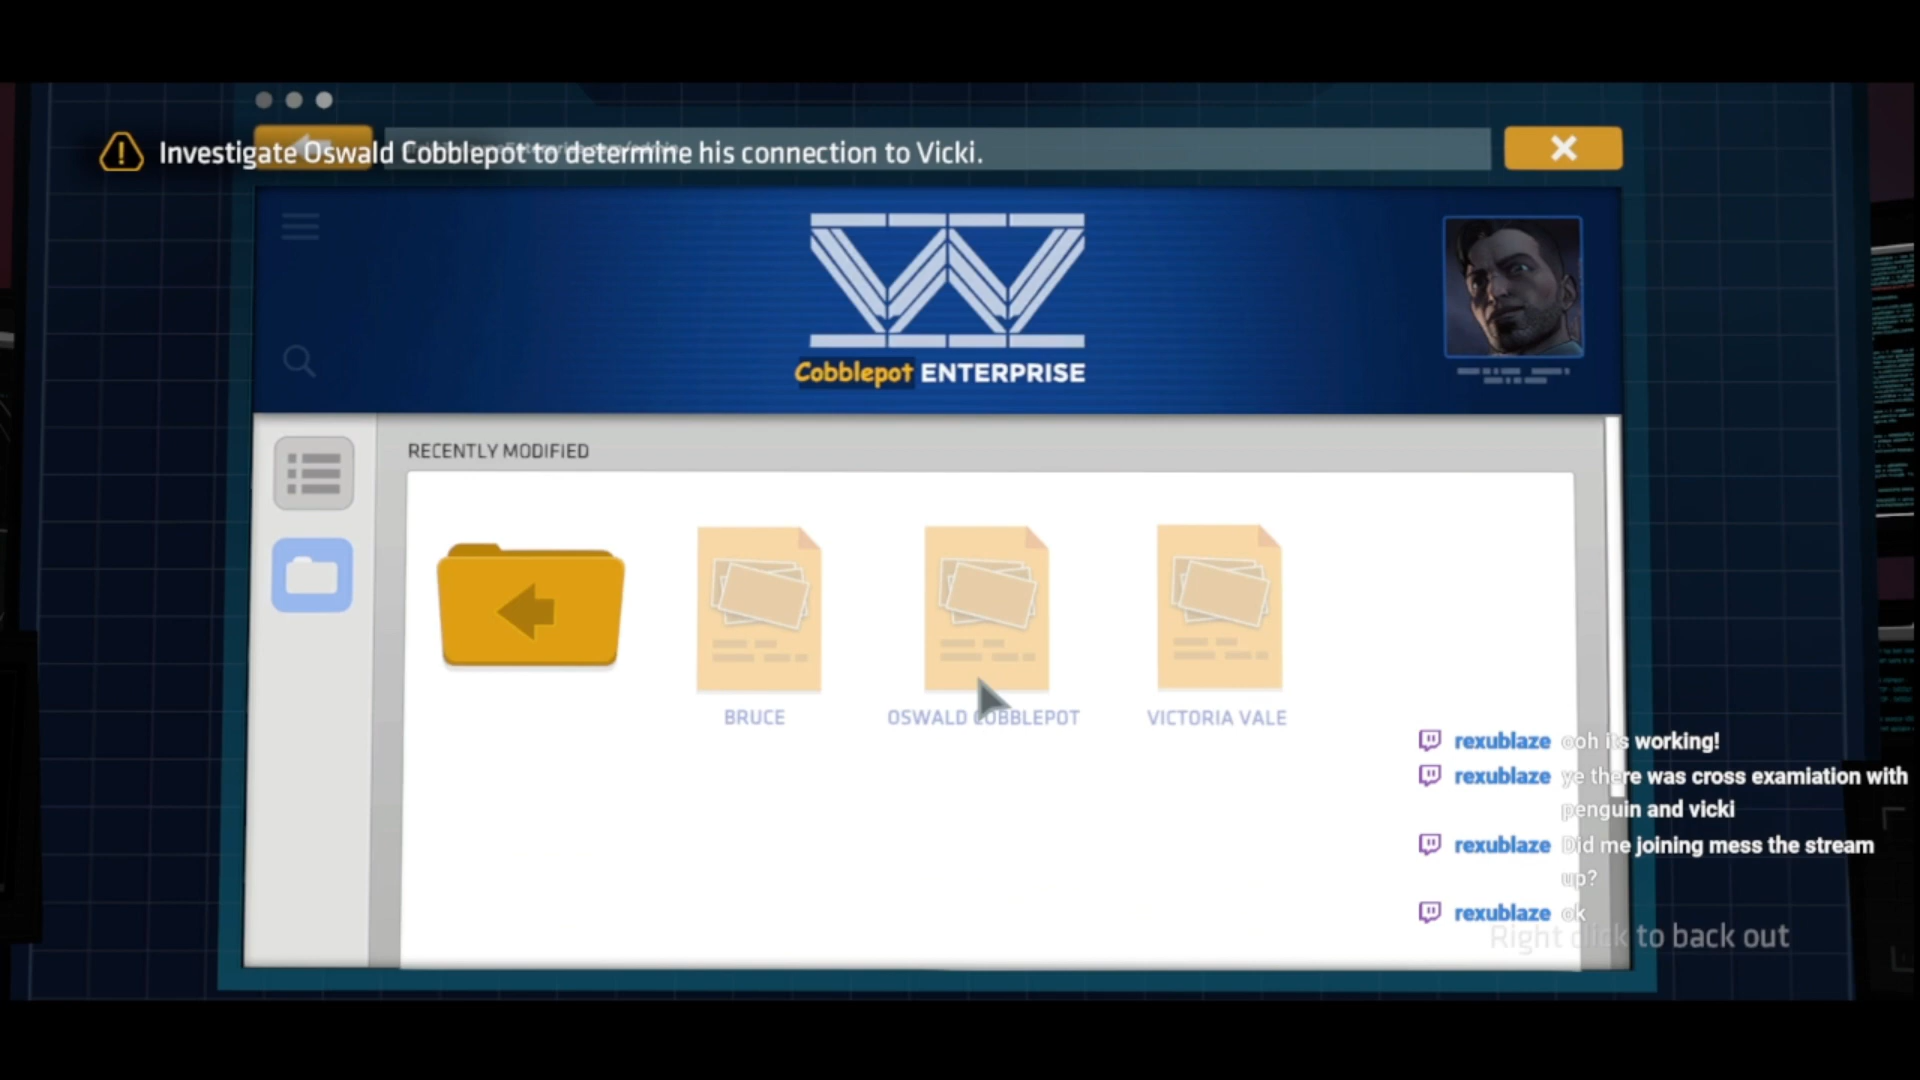 Investigate Oswald Cobblepot to determine his connection to Vicki.
Cobblepot ENTERPRISE
RECENTLY MODIFIED
BRUCE
OSWALD COBBLEPOT
VICTORIA VALE
rexublaze ooh its working!
rexublaze ye there was cross examiation with
penguin and vicki
rexublaze Did me joining mess the stream
up?
rexublaze ok
Right click to back out